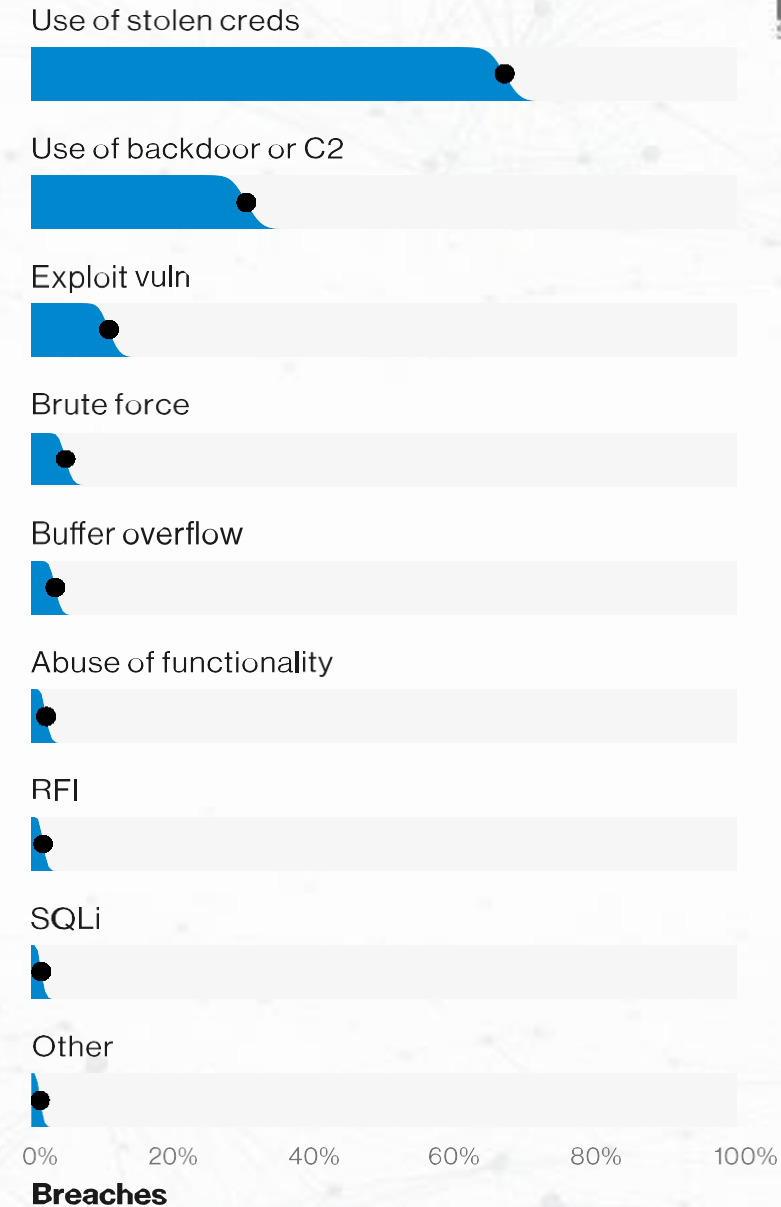 Use of stolen creds
Use of backdoor or C2
Exploit vuln
Brute force
Buffer overflow
Abuse of functionality
RFI
SQLi
Other
0% 20% 40% 60% 80% 100%
Breaches